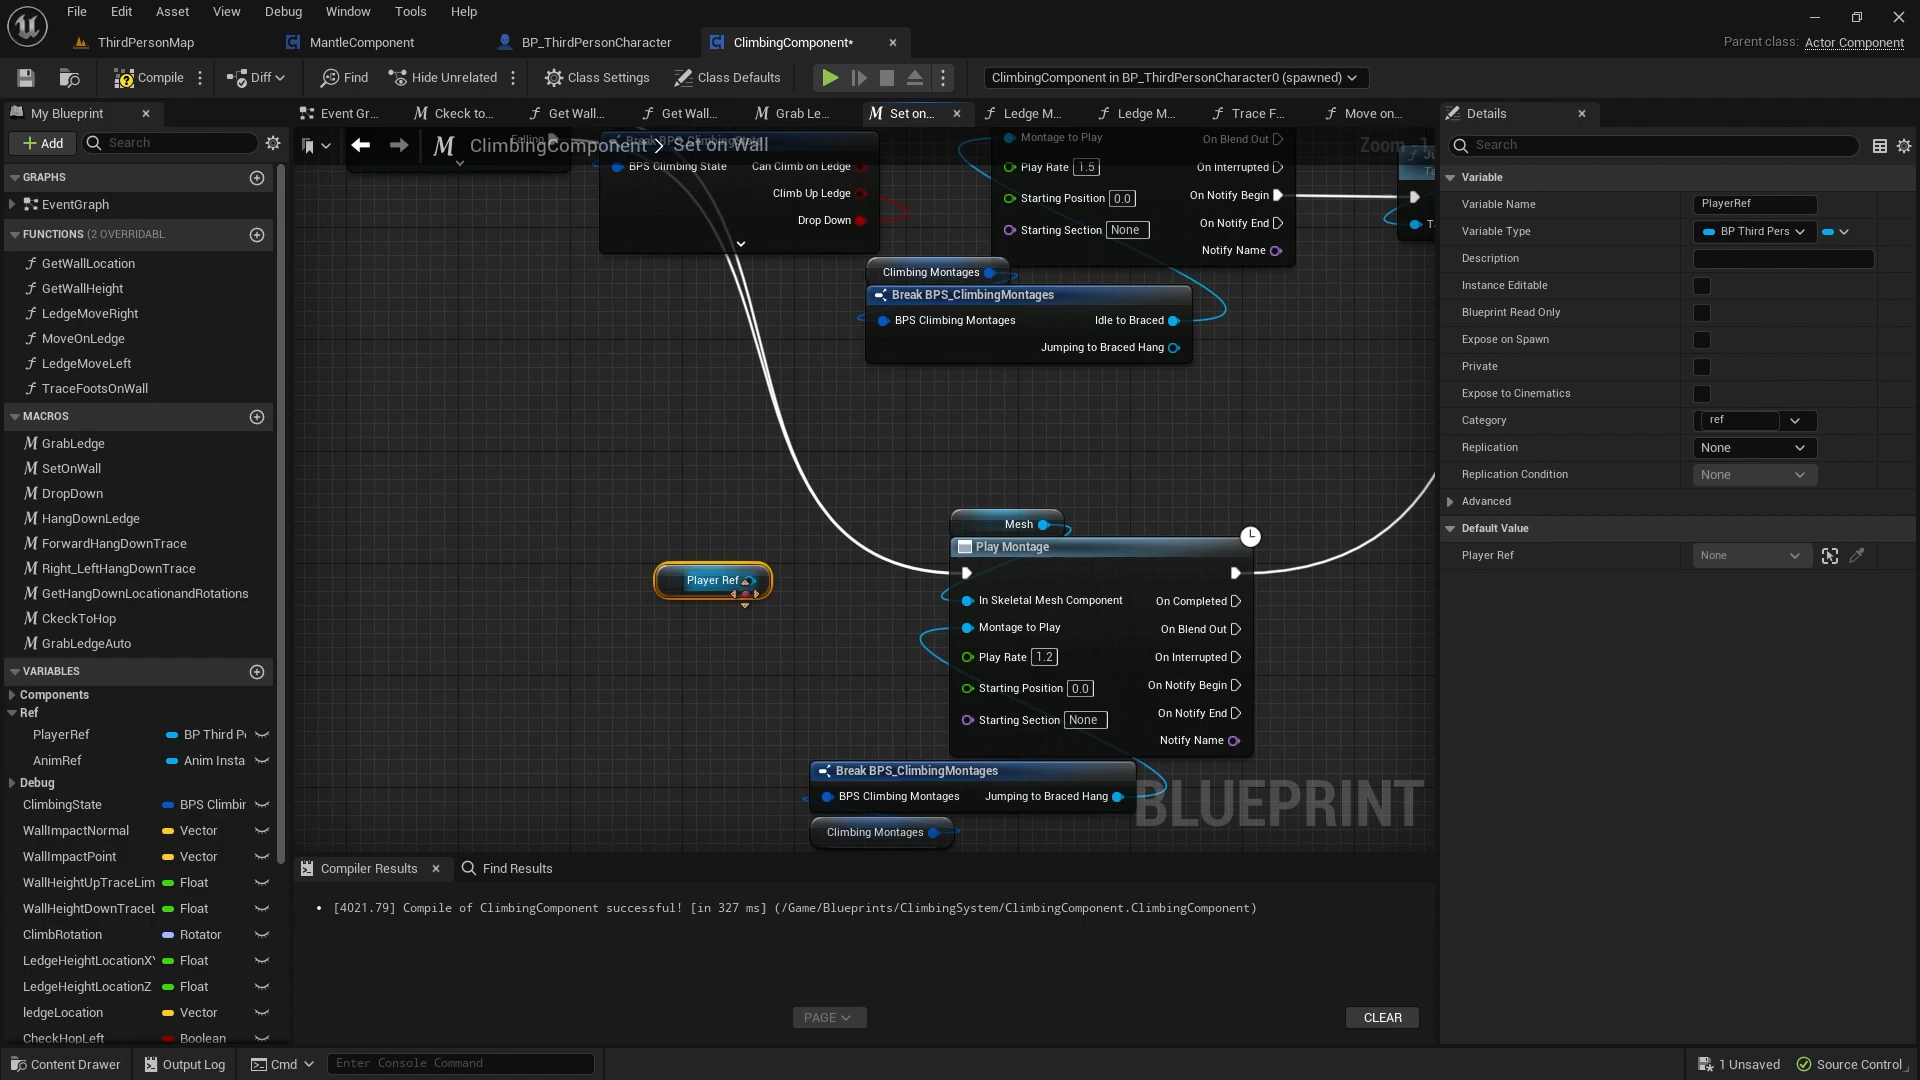 File Edit Asset View Debug Window Tools Help
ThirdPersonMap MantleComponent BP_ThirdPersonCharacter ClimbingComponent*
Parent class: Actor Component
Compile Diff Find Hide Unrelated Class Settings Class Defaults ClimbingComponent in BP_ThirdPersonCharacter0 (spawned)
My Blueprint
Event Gr... Ckeck to... Get Wall... Get Wall... Grab Le... Set on... Ledge M... Ledge M... Trace F... Move on...
Details
Add Search
ClimbingComponent > Set on Wall
Zoom -1
Search
GRAPHS
EventGraph
FUNCTIONS (2 OVERRIDABL
GetWallLocation
GetWallHeight
LedgeMoveRight
MoveOnLedge
LedgeMoveLeft
TraceFootsOnWall
MACROS
GrabLedge
SetOnWall
DropDown
HangDownLedge
ForwardHangDownTrace
Right_LeftHangDownTrace
GetHangDownLocationandRotations
CkeckToHop
GrabLedgeAuto
VARIABLES
Components
Ref
PlayerRef BP Third P
AnimRef Anim Insta
Debug
ClimbingState BPS Climbir
WallImpactNormal Vector
WallImpactPoint Vector
WallHeightUpTraceLim Float
WallHeightDownTraceL Float
ClimbRotation Rotator
LedgeHeightLocationXY Float
LedgeHeightLocationZ Float
ledgeLocation Vector
CheckHopLeft Boolean
Falling
Break BPS_ClimbingState
BPS Climbing State Can Climb on Ledge
Climb Up Ledge
Drop Down
Montage to Play On Blend Out
Play Rate 1.5 On Interrupted
Starting Position 0.0 On Notify Begin
On Notify End
Starting Section None
Notify Name
Climbing Montages
Break BPS_ClimbingMontages
BPS Climbing Montages Idle to Braced
Jumping to Braced Hang
Player Ref
Mesh
Play Montage
In Skeletal Mesh Component On Completed
Montage to Play On Blend Out
Play Rate 1.2 On Interrupted
Starting Position 0.0 On Notify Begin
On Notify End
Starting Section None
Notify Name
Break BPS_ClimbingMontages
BPS Climbing Montages Jumping to Braced Hang
Climbing Montages
BLUEPRINT
Variable
Variable Name PlayerRef
Variable Type BP Third Pers
Description
Instance Editable
Blueprint Read Only
Expose on Spawn
Private
Expose to Cinematics
Category ref
Replication None
Replication Condition None
Advanced
Default Value
Player Ref None
Compiler Results Find Results
• [4021.79] Compile of ClimbingComponent successful! [in 327 ms] (/Game/Blueprints/ClimbingSystem/ClimbingComponent.ClimbingComponent)
PAGE CLEAR
Content Drawer Output Log Cmd Enter Console Command 1 Unsaved Source Control